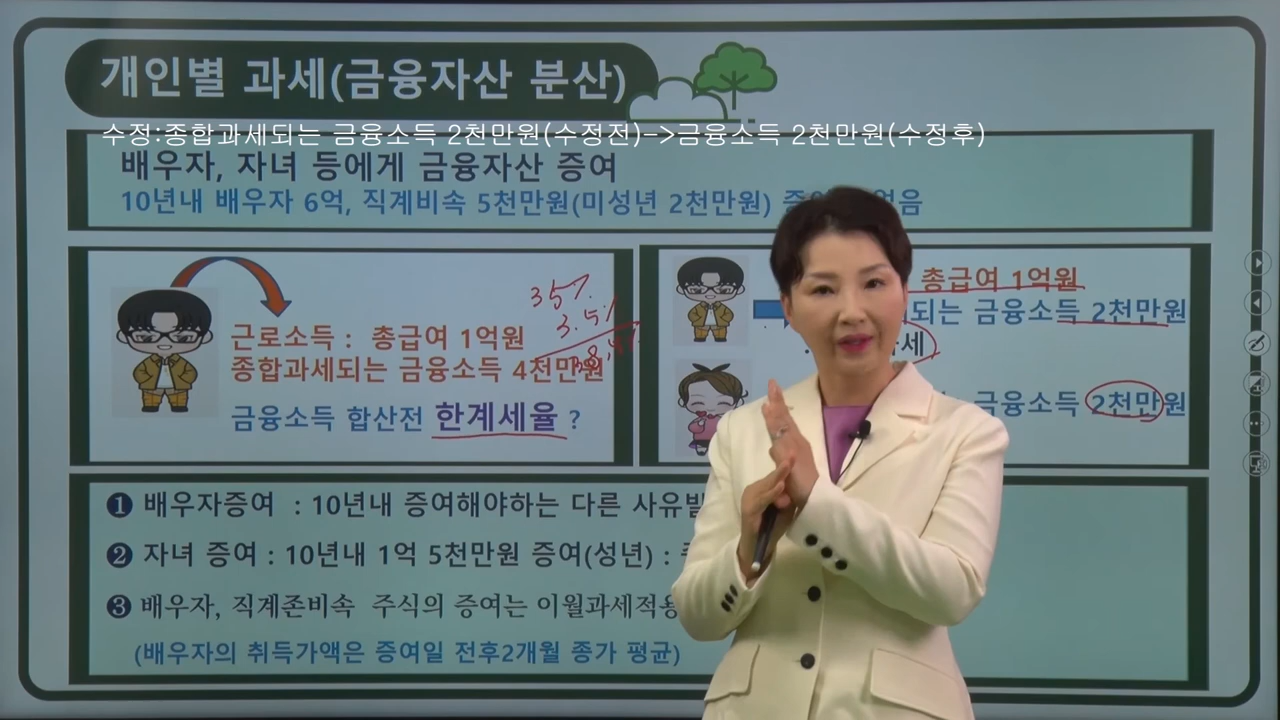 개인별 과세(금융자산 분산)
수정:종합과세되는 금융소득 2천만원(수정전)->금융소득 2천만원(수정후)
배우자, 자녀 등에게 금융자산 증여
10년내 배우자 6억, 직계비속 5천만원(미성년 2천만원)
근로소득 : 총급여 1억원
종합과세되는 금융소득 4천만원
금융소득 합산전 한계세율 ?
35%
3.5%
총급여 1억원
되는 금융소득 2천만원
세
금융소득 2천만원
❶ 배우자증여 : 10년내 증여해야하는 다른 사유
❷ 자녀 증여 : 10년내 1억 5천만원 증여(성년) :
❸ 배우자, 직계존비속 주식의 증여는 이월과세적용
(배우자의 취득가액은 증여일 전후2개월 종가 평균)